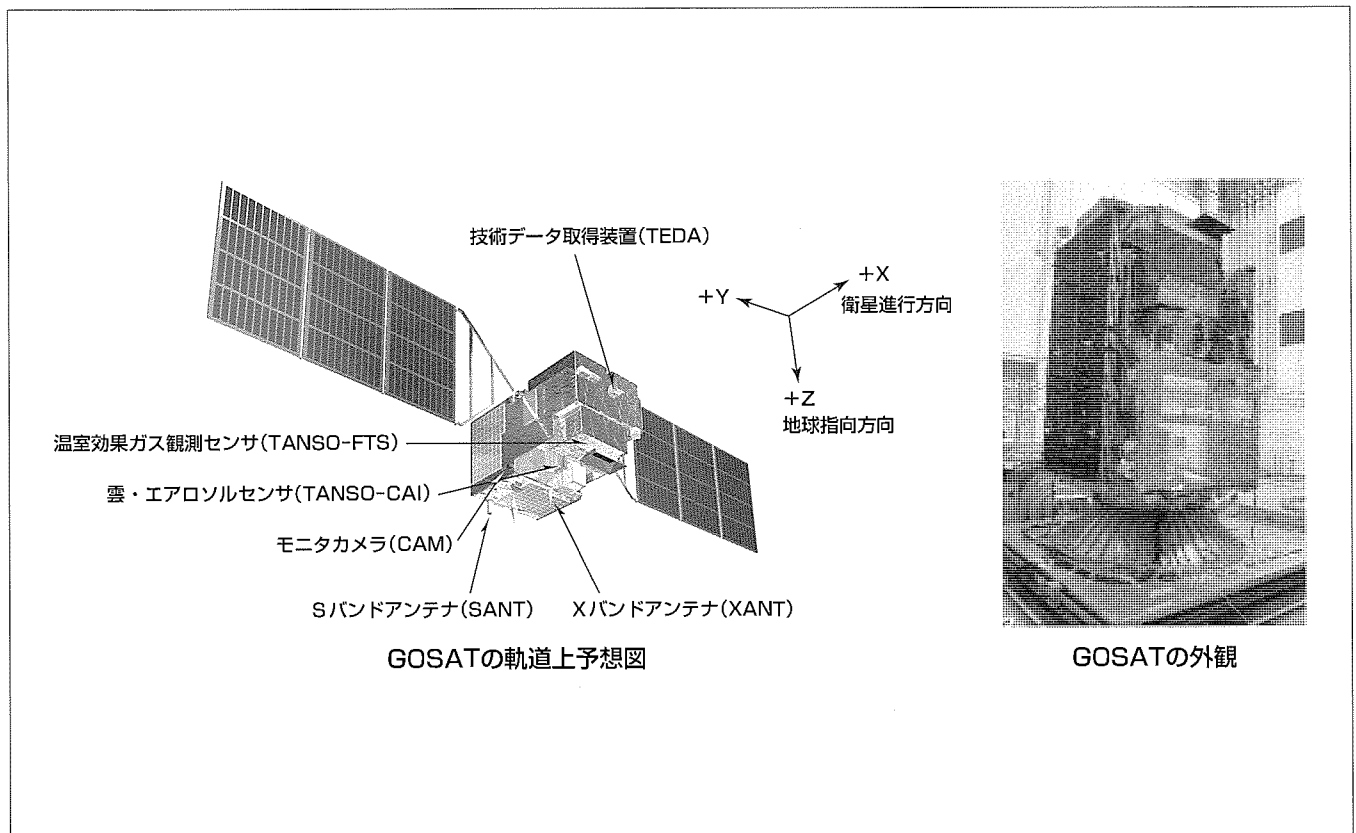 技術データ取得装置(TEDA)
+X
衛星進行方向
+Y
+Z
地球指向方向
温室効果ガス観測センサ(TANSO-FTS)
雲・エアロソルセンサ(TANSO-CAI)
モニタカメラ(CAM)
Sバンドアンテナ(SANT)
Xバンドアンテナ(XANT)
GOSATの軌道上予想図
GOSATの外観